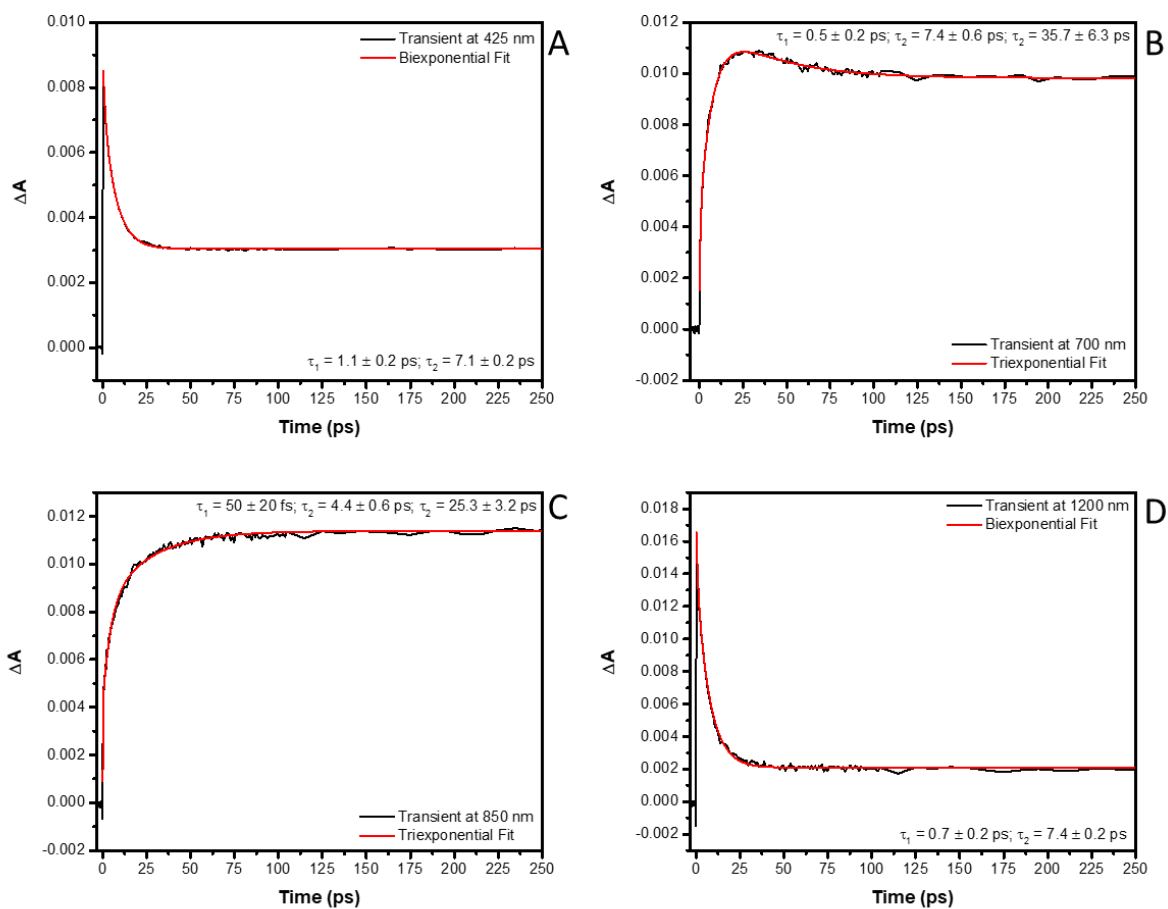 A
Transient at 425 nm
Biexponential Fit
0.010
0.008
0.006
0.004
0.002
0.000
ΔA
τ1 = 1.1 ± 0.2 ps; τ2 = 7.1 ± 0.2 ps
0 25 50 75 100 125 150 175 200 225 250
Time (ps)
B
τ1 = 0.5 ± 0.2 ps; τ2 = 7.4 ± 0.6 ps; τ2 = 35.7 ± 6.3 ps
0.012
0.010
0.008
0.006
0.004
0.002
0.000
-0.002
ΔA
Transient at 700 nm
Triexponential Fit
0 25 50 75 100 125 150 175 200 225 250
Time (ps)
C
τ1 = 50 ± 20 fs; τ2 = 4.4 ± 0.6 ps; τ2 = 25.3 ± 3.2 ps
0.012
0.010
0.008
0.006
0.004
0.002
0.000
-0.002
ΔA
Transient at 850 nm
Triexponential Fit
0 25 50 75 100 125 150 175 200 225 250
Time (ps)
D
Transient at 1200 nm
Biexponential Fit
0.018
0.016
0.014
0.012
0.010
0.008
0.006
0.004
0.002
0.000
-0.002
ΔA
τ1 = 0.7 ± 0.2 ps; τ2 = 7.4 ± 0.2 ps
0 25 50 75 100 125 150 175 200 225 250
Time (ps)